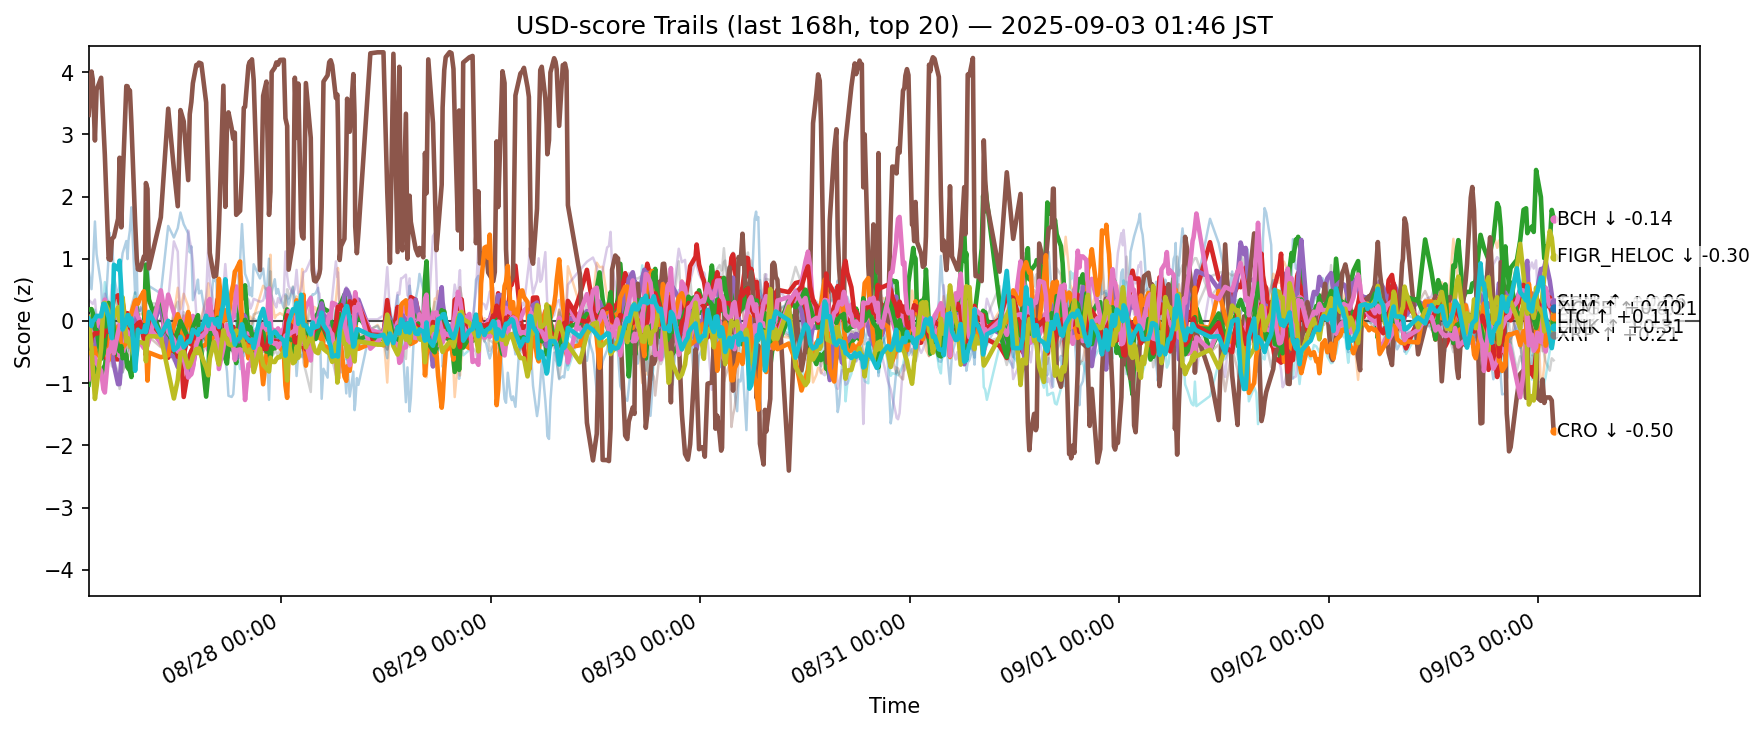 USD-score Trails (last 168h, top 20) — 2025-09-03 01:46 JST
Score (z)
4
3
2
1
0
−1
−2
−3
−4
BCH ↓ -0.14
FIGR_HELOC ↓ -0.30
LTC ↑ +0.11
LINK ↑ +0.31
XRP ↑ +0.21
CRO ↓ -0.50
08/28 00:00
08/29 00:00
08/30 00:00
08/31 00:00
09/01 00:00
09/02 00:00
09/03 00:00
Time